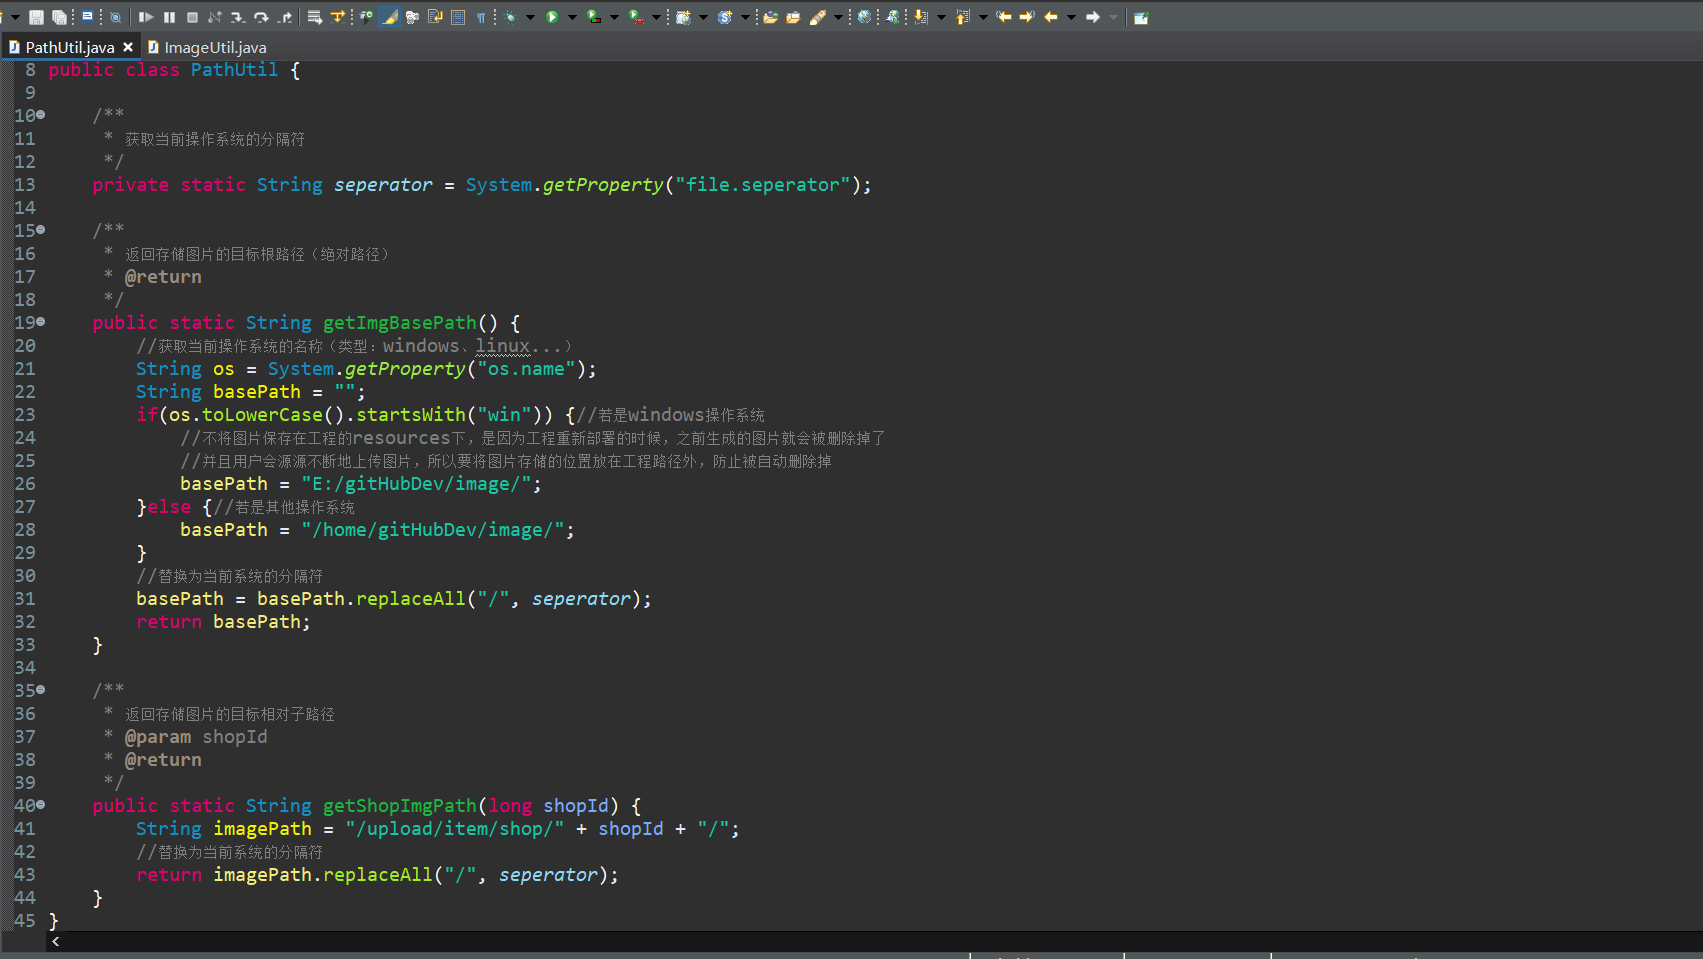 PathUtil.java
ImageUtil.java
8 public class PathUtil {
9
10 /**
11 * 获取当前操作系统的分隔符
12 */
13 private static String seperator = System.getProperty("file.seperator");
14
15 /**
16 * 返回存储图片的目标根路径（绝对路径）
17 * @return
18 */
19 public static String getImgBasePath() {
20 //获取当前操作系统的名称（类型：windows、linux...）
21 String os = System.getProperty("os.name");
22 String basePath = "";
23 if(os.toLowerCase().startsWith("win")) {//若是windows操作系统
24 //不将图片保存在工程的resources下，是因为工程重新部署的时候，之前生成的图片就会被删除掉了
25 //并且用户会源源不断地上传图片，所以要将图片存储的位置放在工程路径外，防止被自动删除掉
26 basePath = "E:/gitHubDev/image/";
27 }else {//若是其他操作系统
28 basePath = "/home/gitHubDev/image/";
29 }
30 //替换为当前系统的分隔符
31 basePath = basePath.replaceAll("/", seperator);
32 return basePath;
33 }
34
35 /**
36 * 返回存储图片的目标相对子路径
37 * @param shopId
38 * @return
39 */
40 public static String getShopImgPath(long shopId) {
41 String imagePath = "/upload/item/shop/" + shopId + "/";
42 //替换为当前系统的分隔符
43 return imagePath.replaceAll("/", seperator);
44 }
45 }